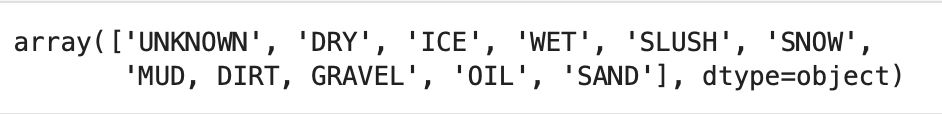 array(['UNKNOWN', 'DRY', 'ICE', 'WET', 'SLUSH', 'SNOW',
'MUD, DIRT, GRAVEL', 'OIL', 'SAND'], dtype=object)